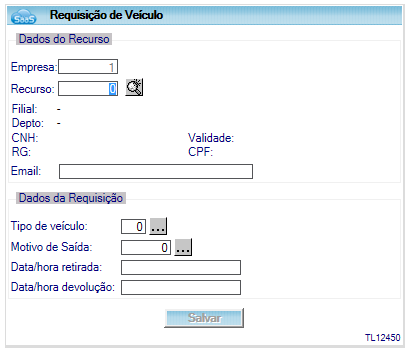 SaaS Requisição de Veículo
Dados do Recurso
Empresa: 1
Recurso: 0
Filial: -
Depto: -
CNH: Validade:
RG: CPF:
Email:
Dados da Requisição
Tipo de veículo: 0 ...
Motivo de Saída: 0 ...
Data/hora retirada:
Data/hora devolução:
Salvar
TL12450